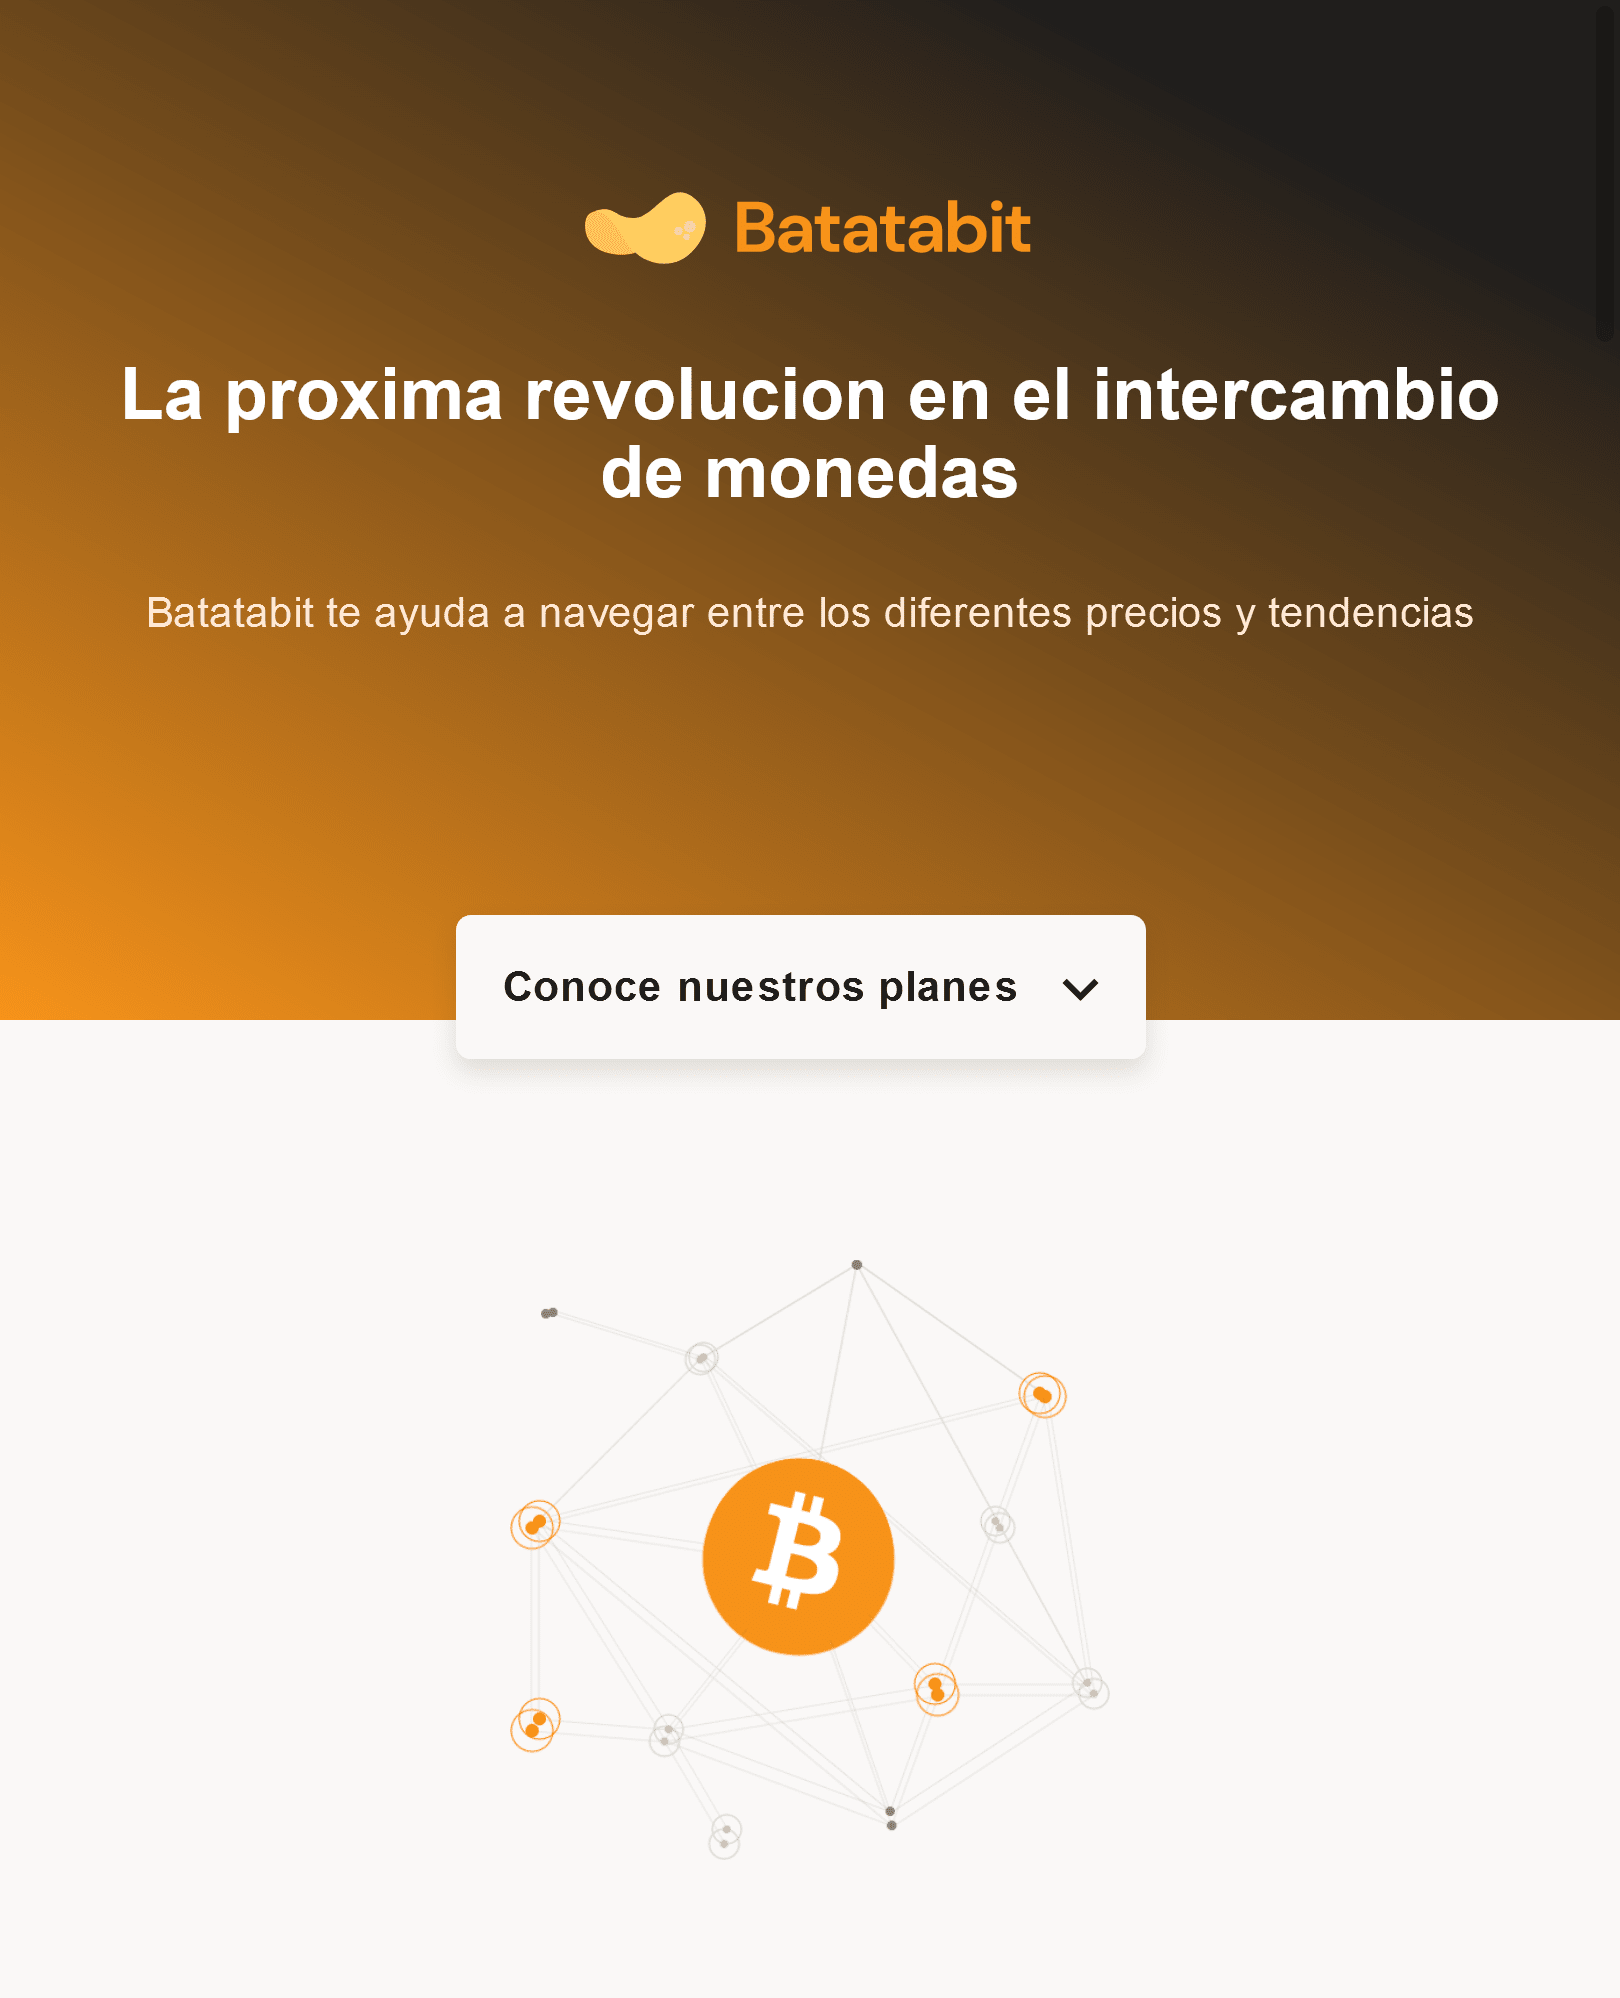 Batatabit
La proxima revolucion en el intercambio
de monedas
Batatabit te ayuda a navegar entre los diferentes precios y tendencias
Conoce nuestros planes